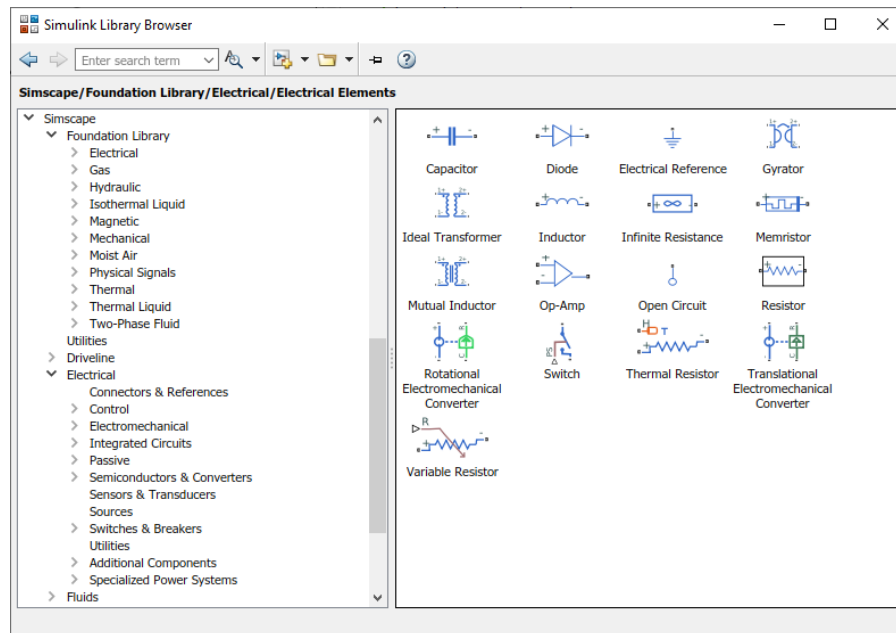 Simulink Library Browser
Enter search term
Simscape/Foundation Library/Electrical/Electrical Elements
Simscape
Foundation Library
Electrical
Gas
Hydraulic
Isothermal Liquid
Magnetic
Mechanical
Moist Air
Physical Signals
Thermal
Thermal Liquid
Two-Phase Fluid
Utilities
Driveline
Electrical
Connectors & References
Control
Electromechanical
Integrated Circuits
Passive
Semiconductors & Converters
Sensors & Transducers
Sources
Switches & Breakers
Utilities
Additional Components
Specialized Power Systems
Fluids
Capacitor
Diode
Electrical Reference
Gyrator
Ideal Transformer
Inductor
Infinite Resistance
Memristor
Mutual Inductor
Op-Amp
Open Circuit
Resistor
H T
PS
Rotational
Electromechanical
Converter
Switch
Thermal Resistor
Translational
Electromechanical
Converter
R
Variable Resistor